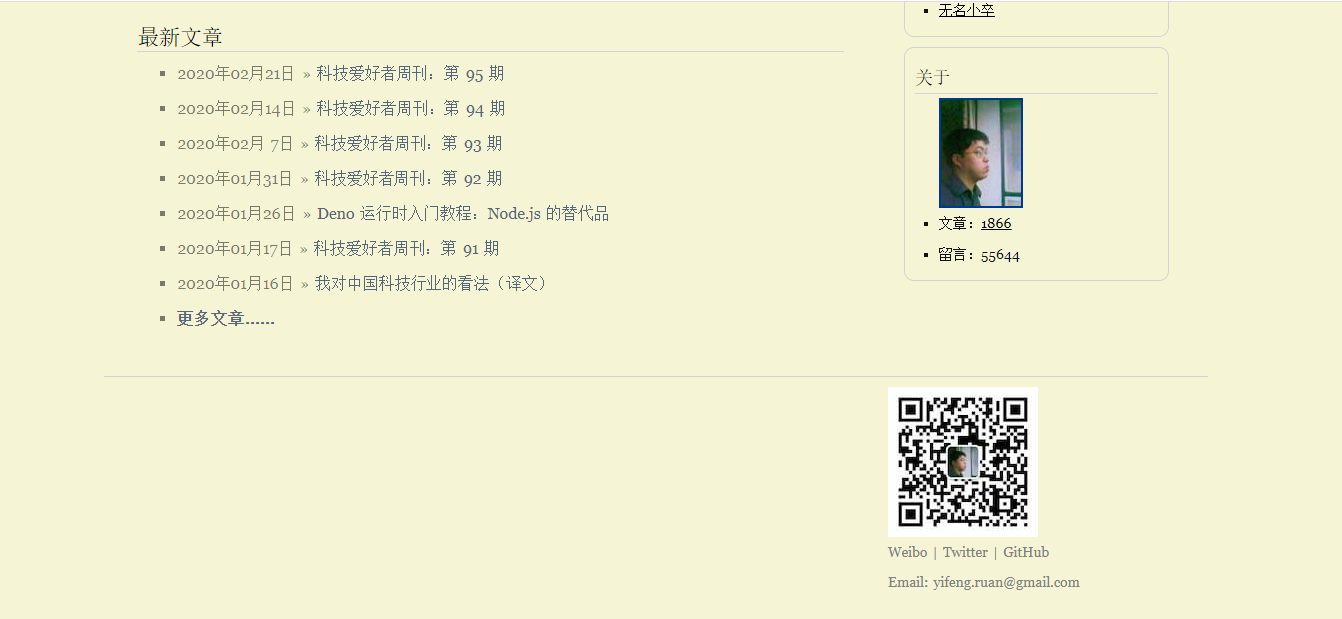 无名小卒
最新文章
2020年02月21日 » 科技爱好者周刊：第 95 期
2020年02月14日 » 科技爱好者周刊：第 94 期
2020年02月 7日 » 科技爱好者周刊：第 93 期
2020年01月31日 » 科技爱好者周刊：第 92 期
2020年01月26日 » Deno 运行时入门教程：Node.js 的替代品
2020年01月17日 » 科技爱好者周刊：第 91 期
2020年01月16日 » 我对中国科技行业的看法（译文）
更多文章……
关于
文章：1866
留言：55644
Weibo | Twitter | GitHub
Email: yifeng.ruan@gmail.com